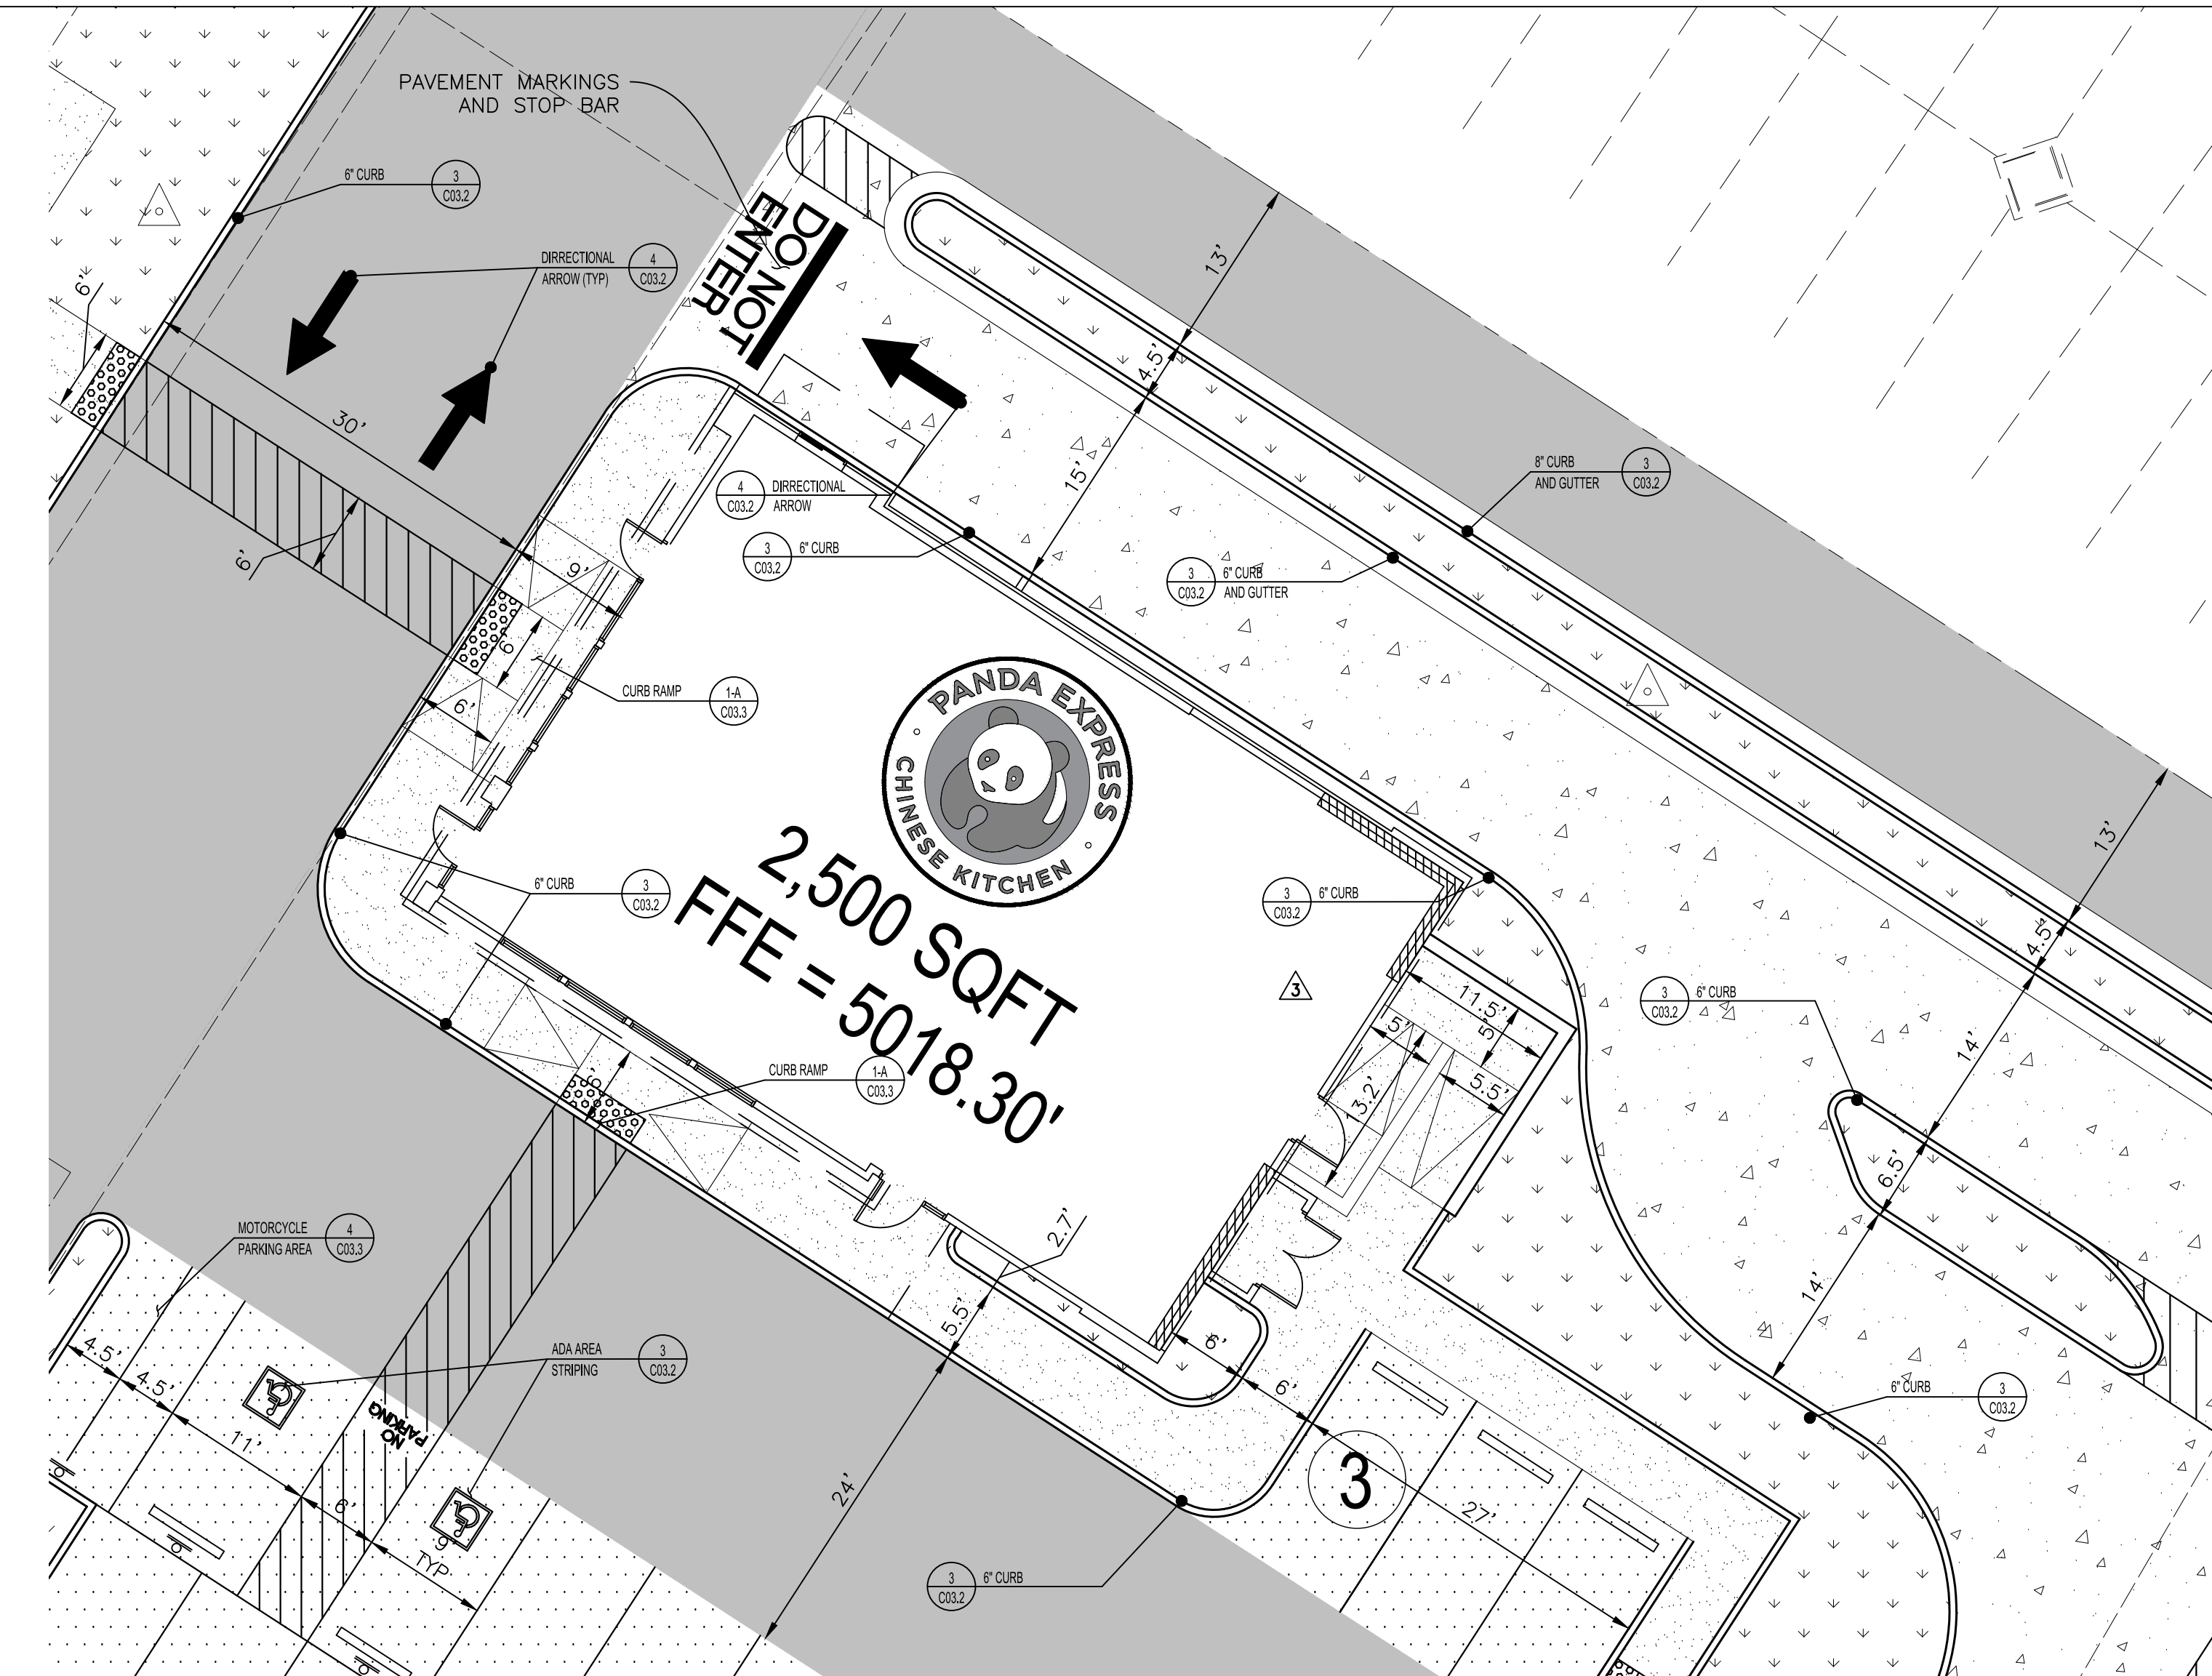 PAVEMENT MARKINGS
AND STOP BAR
6" CURB
3
C03.2
DIRRECTIONAL
ARROW (TYP)
4
C03.2
DO NOT
ENTER
13'
4.5'
15'
6'
30'
6'
9'
6'
6'
4
C03.2
DIRRECTIONAL
ARROW
3
C03.2
6" CURB
3
C03.2
6" CURB
AND GUTTER
8" CURB
AND GUTTER
3
C03.2
CURB RAMP
1-A
C03.3
PANDA EXPRESS
CHINESE KITCHEN
2,500 SQFT
FFE = 5018.30'
6" CURB
3
C03.2
3
C03.2
6" CURB
3
13'
4.5'
14'
6.5'
14'
3
C03.2
6" CURB
11.5'
5'
5'
5.5'
13.2'
CURB RAMP
1-A
C03.3
6'
2.7'
5.5'
6'
6'
24'
MOTORCYCLE
PARKING AREA
4
C03.3
ADA AREA
STRIPING
3
C03.2
4.5'
4.5'
11'
NO
PARKING
6'
9'
TYP
3
27'
6" CURB
3
C03.2
3
C03.2
6" CURB